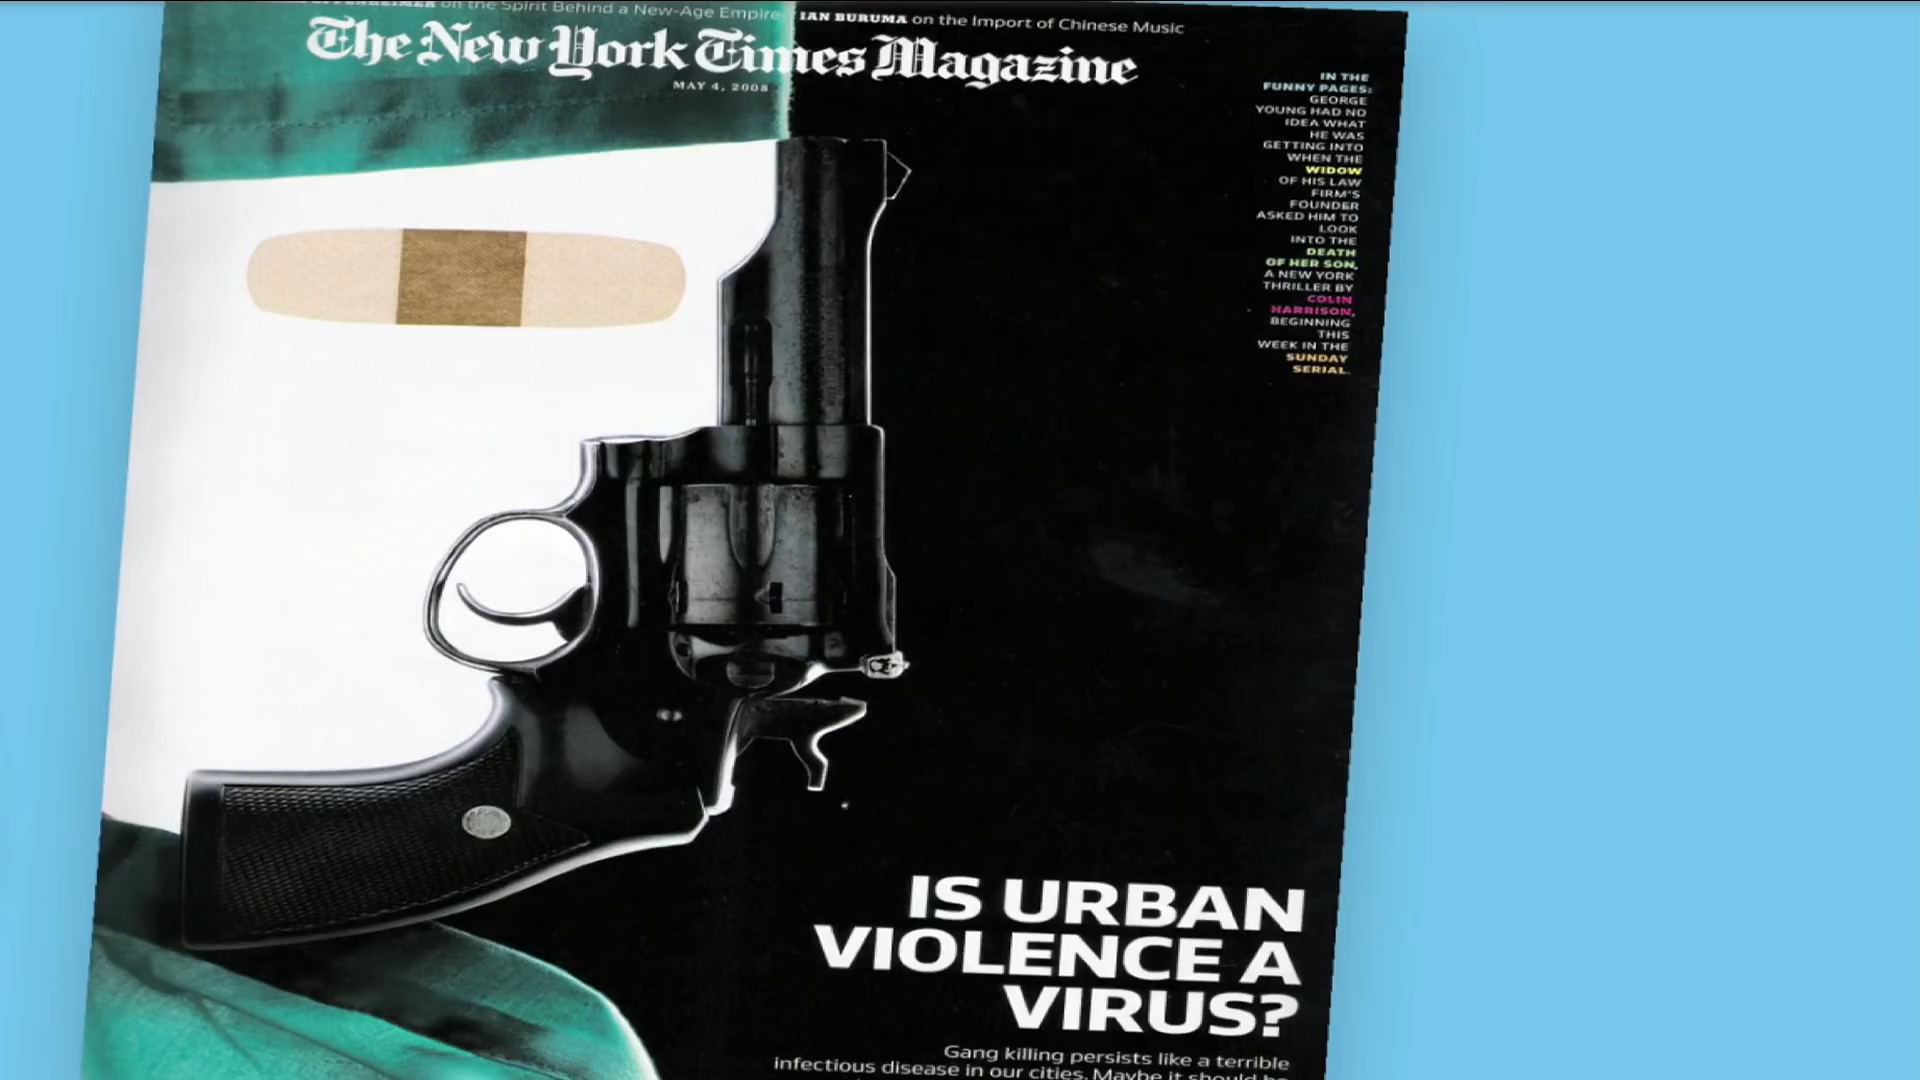 on the Spirit Behind a New-Age Empire IAN BURUMA on the Import of Chinese Music
The New York Times Magazine
MAY 4, 2008
IN THE
FUNNY PAGES:
GEORGE
YOUNG HAD NO
IDEA WHAT
HE WAS
GETTING INTO
WHEN THE
WIDOW
OF HIS LAW
FIRM'S
FOUNDER
ASKED HIM TO
LOOK
INTO THE
DEATH
OF HER SON,
A NEW YORK
THRILLER BY
COLIN
HARRISON,
BEGINNING
THIS
WEEK IN THE
SUNDAY
SERIAL.
IS URBAN
VIOLENCE A
VIRUS?
Gang killing persists like a terrible
infectious disease in our cities. Maybe it should be